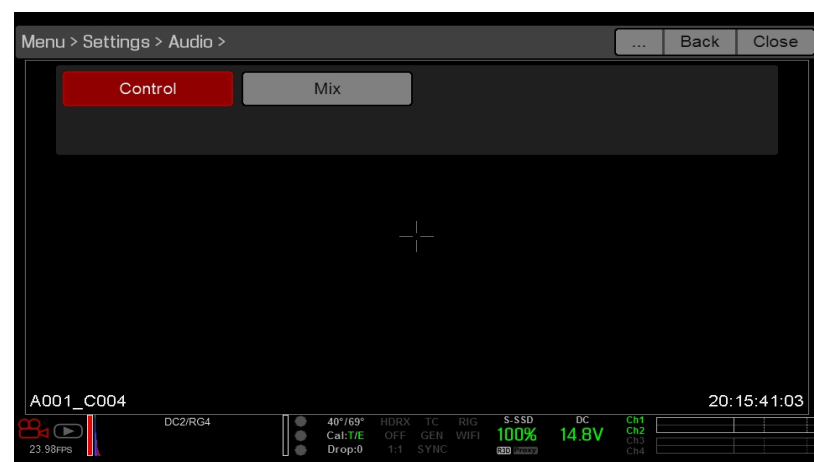 Menu > Settings > Audio >
...
Back
Close
Control
Mix
A001_C004
20:15:41:03
23.98FPS
DC2/RG4
40°/69°
Cal:T/E
Drop:0
HDRX
OFF
1:1
TC
GEN
SYNC
RIG
WIFI
S-SSD
100%
R3D Proxy
DC
14.8V
Ch1
Ch2
Ch3
Ch4